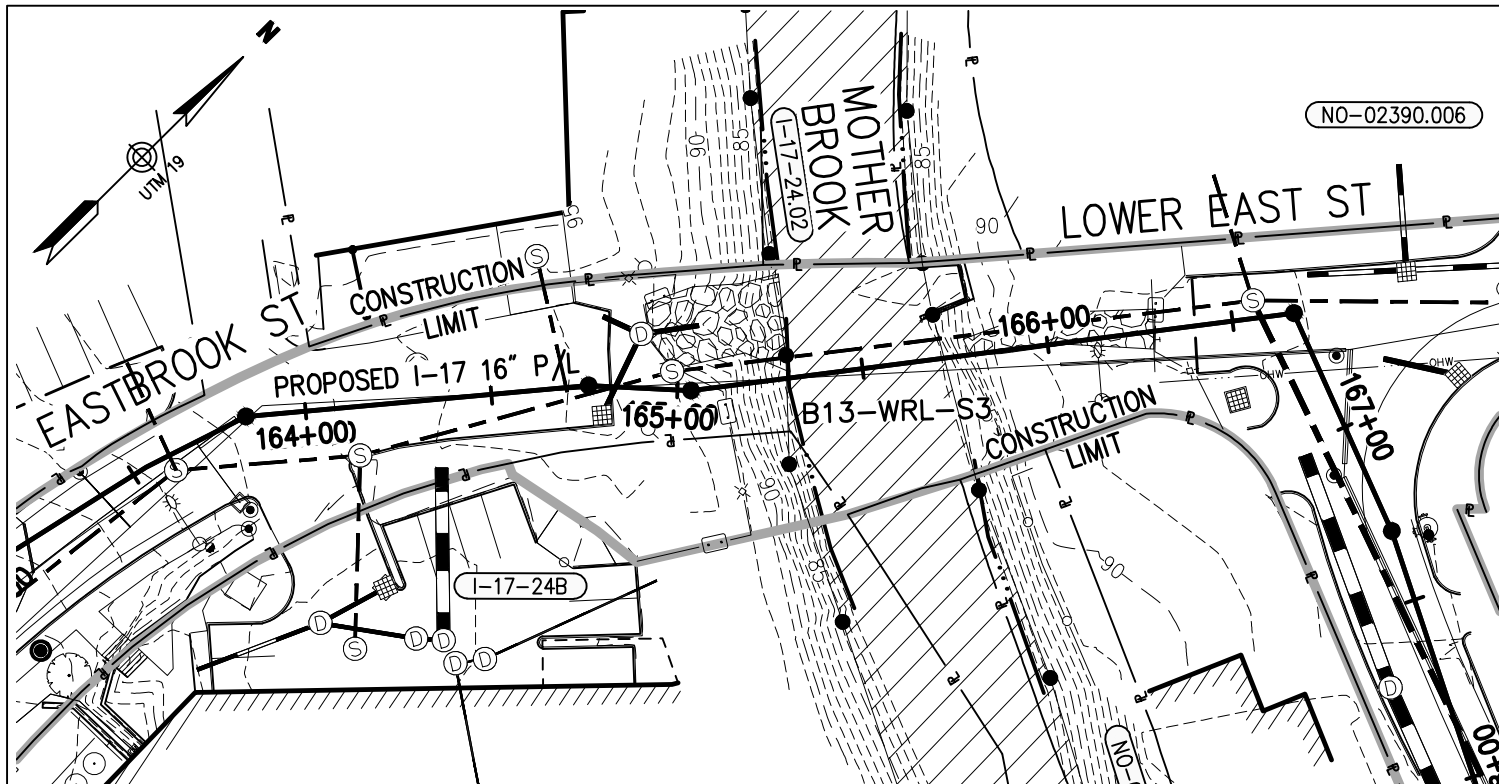 N
UTM 19
NO-02390.006
MOTHER
BROOK
I-17-24.02
90
85
85
90
95
LOWER EAST ST
CONSTRUCTION
LIMIT
EASTBROOK ST
PROPOSED I-17 16" P/L
164+00)
165+00
166+00
167+00
B13-WRL-S3
CONSTRUCTION
LIMIT
OHW
OHW
90
85
90
I-17-24B
S
S
S
S
S
S
D
D
D
D
D
D
D